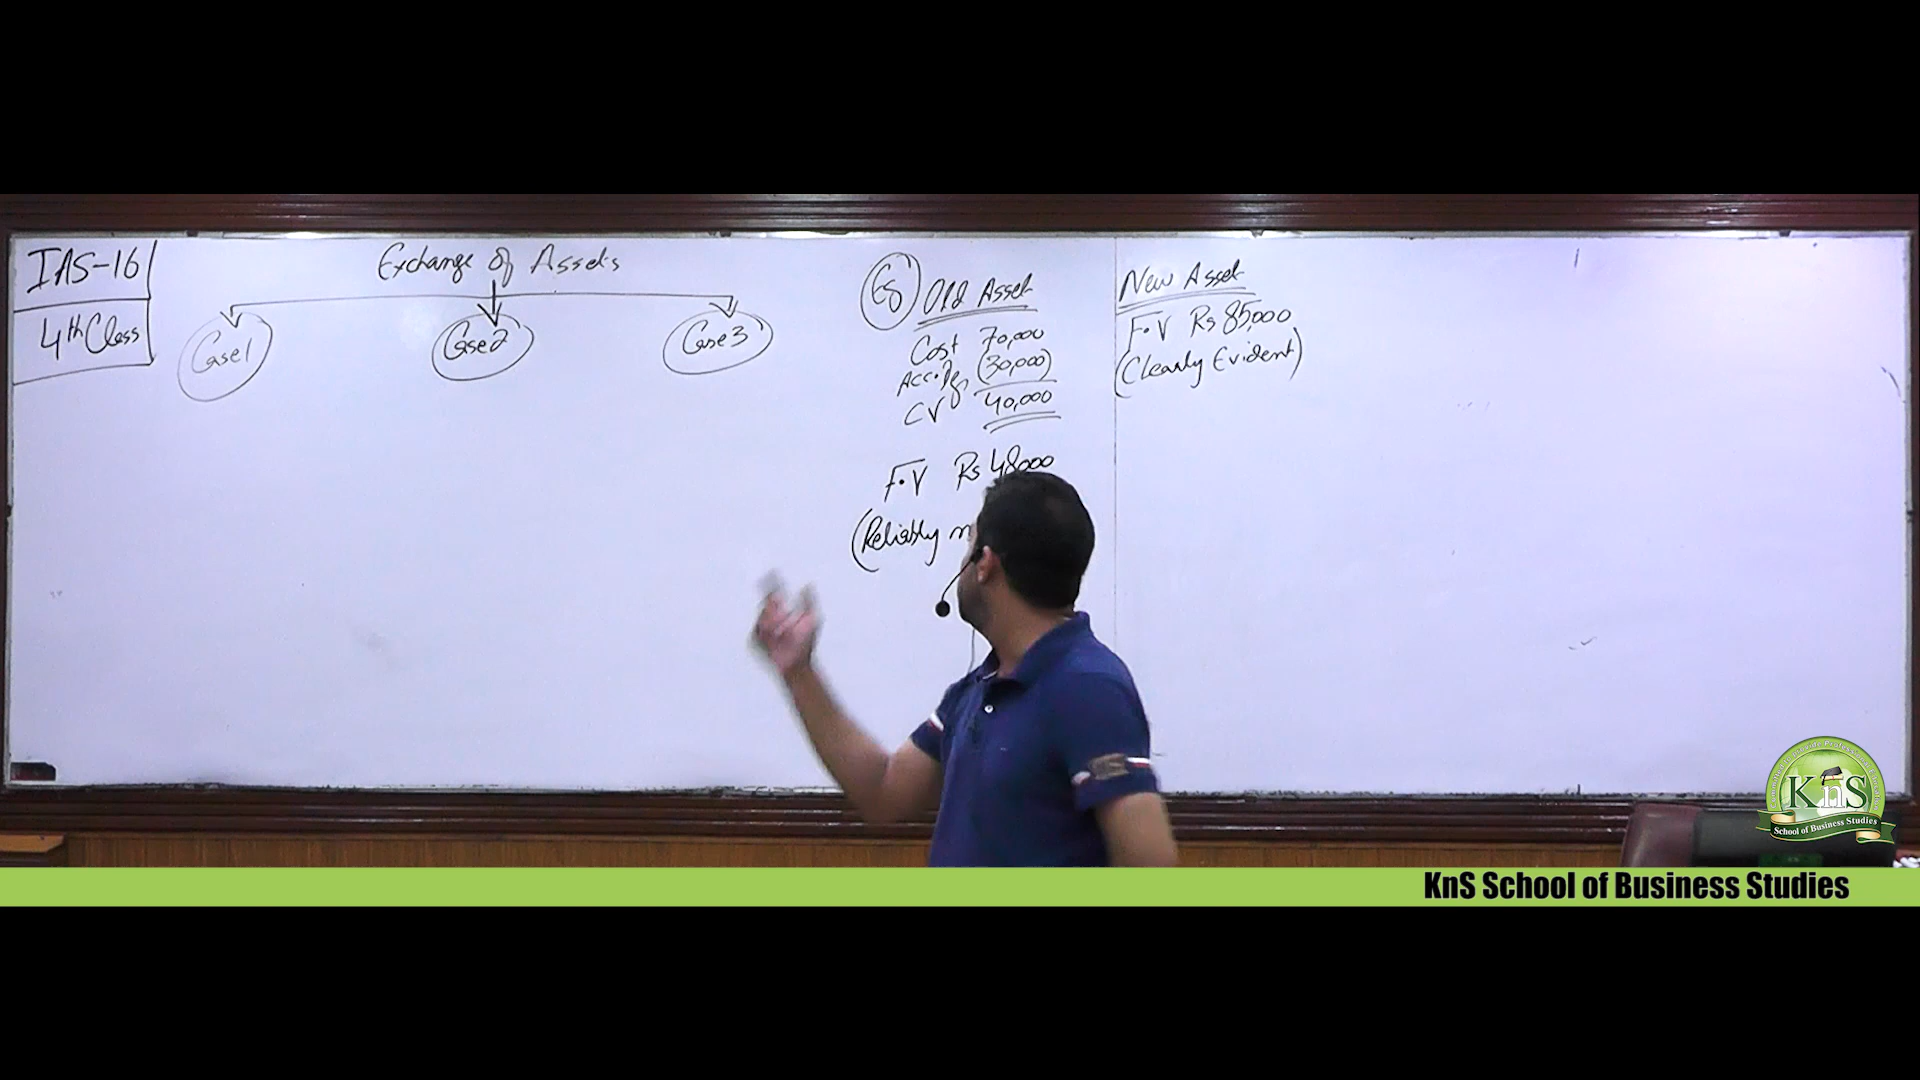 IAS-16
4th Class
Exchange of Assets
Case1
Case2
Case3
Eg
Old Asset
Cost 70,000
Acc.Dep (30,000)
CV 40,000
F.V Rs 48000
(Reliably
New Asset
F.V Rs 85,000
(Clearly Evident)
KnS
School of Business Studies
KnS School of Business Studies